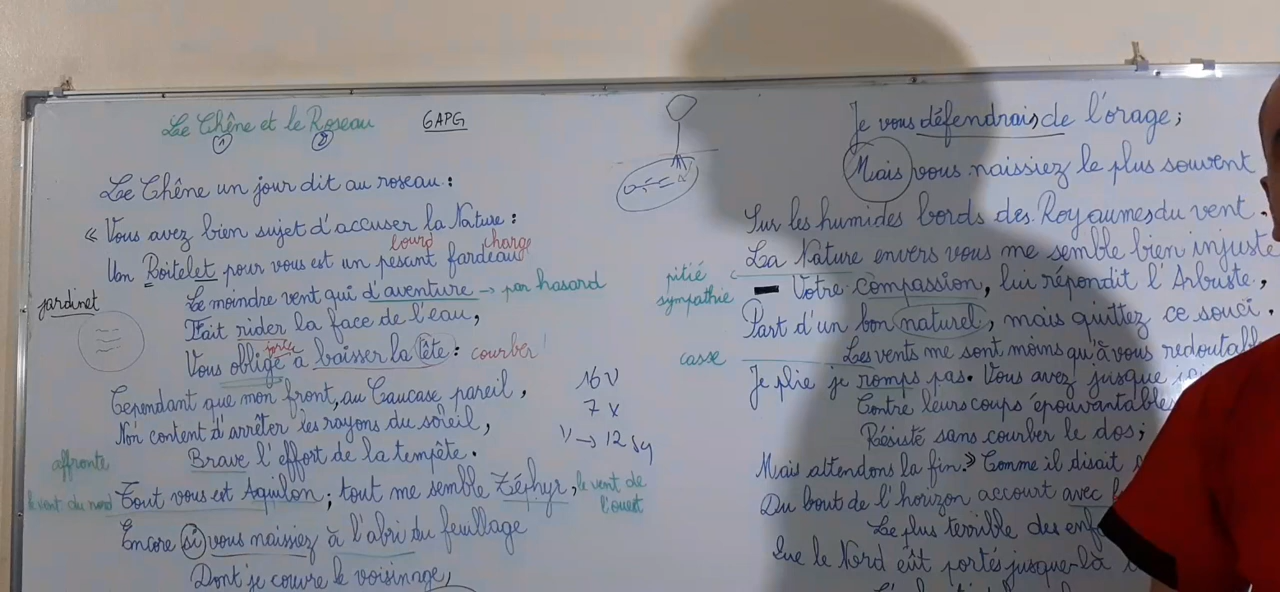 Le Chêne et le Roseau 6APG
1 2
Le Chêne un jour dit au roseau :
« Vous avez bien sujet d'accuser la Nature :
lourd charge
Un Roitelet pour vous est un pesant fardeau
jardinet
Le moindre vent qui d'aventure → par hasard
Fait rider la face de l'eau,
Vous oblige à baisser la tête : courber
Cependant que mon front, au Caucase pareil,
Non content d'arrêter les rayons du soleil,
Brave l'effort de la tempête.
affronte
le vent du nord Tout vous est Aquilon ; tout me semble Zéphyr, le vent de l'ouest
Encore si vous naissiez à l'abri du feuillage
Dont je couvre le voisinage,
16 v
7 x
v → 12 sy
Je vous défendrais de l'orage ;
Mais vous naissiez le plus souvent
Sur les humides bords des Royaumes du vent.
La Nature envers vous me semble bien injuste
pitié
sympathie
- Votre compassion, lui répondit l'Arbuste,
Part d'un bon naturel, mais quittez ce souci.
casse
Les vents me sont moins qu'à vous redoutabl
Je plie je romps pas. Vous avez jusqu
Contre leurs coups épouvantables
Résisté sans courber le dos ;
Mais attendons la fin. » Comme il disait
Du bout de l'horizon accourt avec
Le plus terrible des enf
Que le Nord eût portés jusque-là